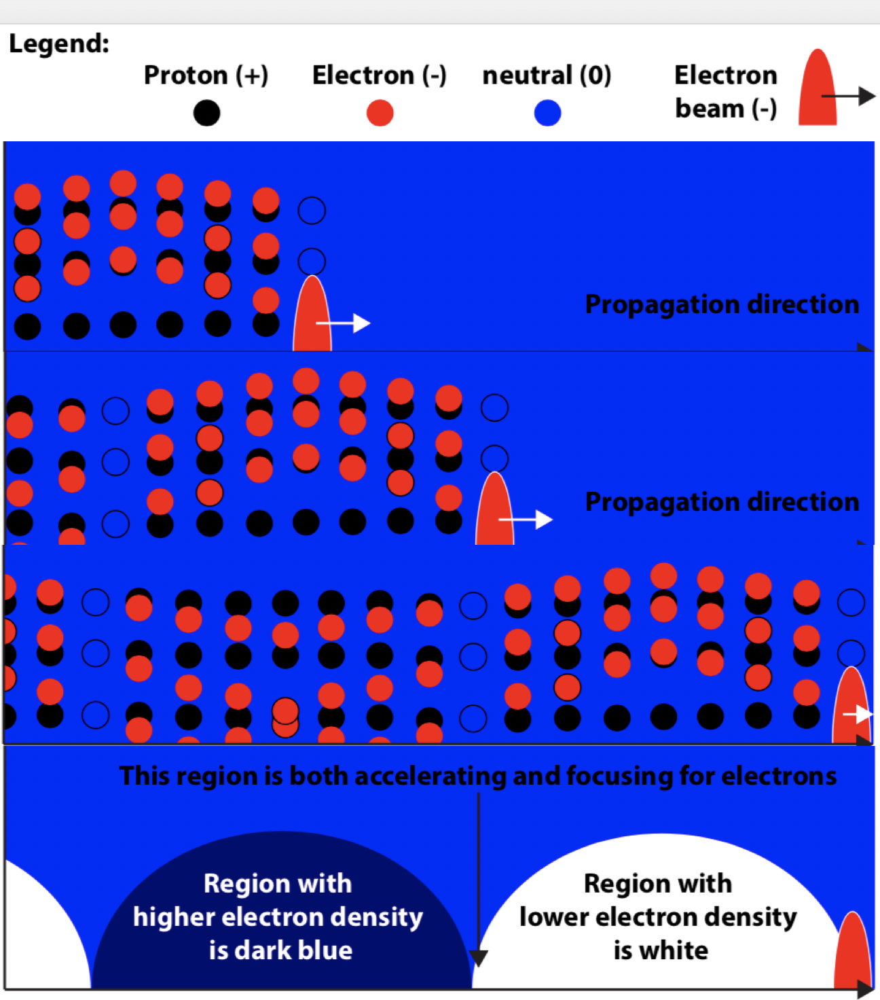 Legend:
Proton (+)
Electron (-)
neutral (0)
Electron
beam (-)
Propagation direction
Propagation direction
This region is both accelerating and focusing for electrons
Region with
higher electron density
is dark blue
Region with
lower electron density
is white